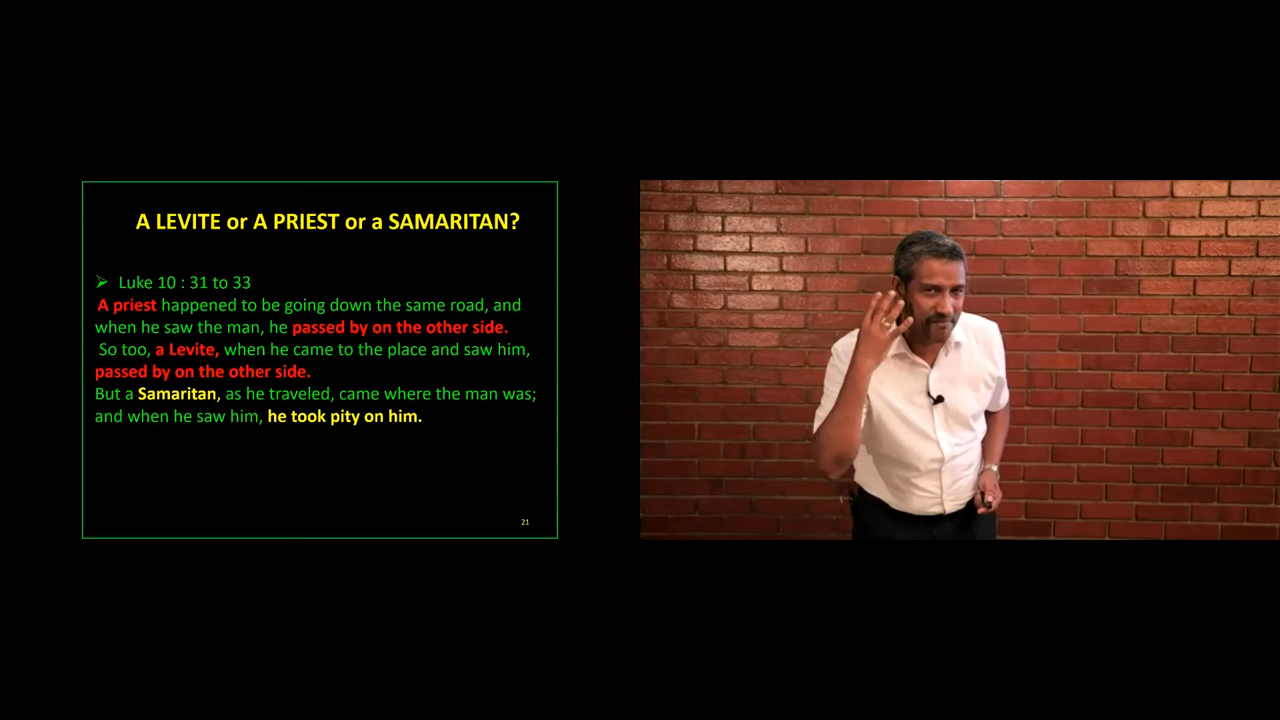 A LEVITE or A PRIEST or a SAMARITAN?
➢ Luke 10 : 31 to 33
A priest happened to be going down the same road, and
when he saw the man, he passed by on the other side.
So too, a Levite, when he came to the place and saw him,
passed by on the other side.
But a Samaritan, as he traveled, came where the man was;
and when he saw him, he took pity on him.
21